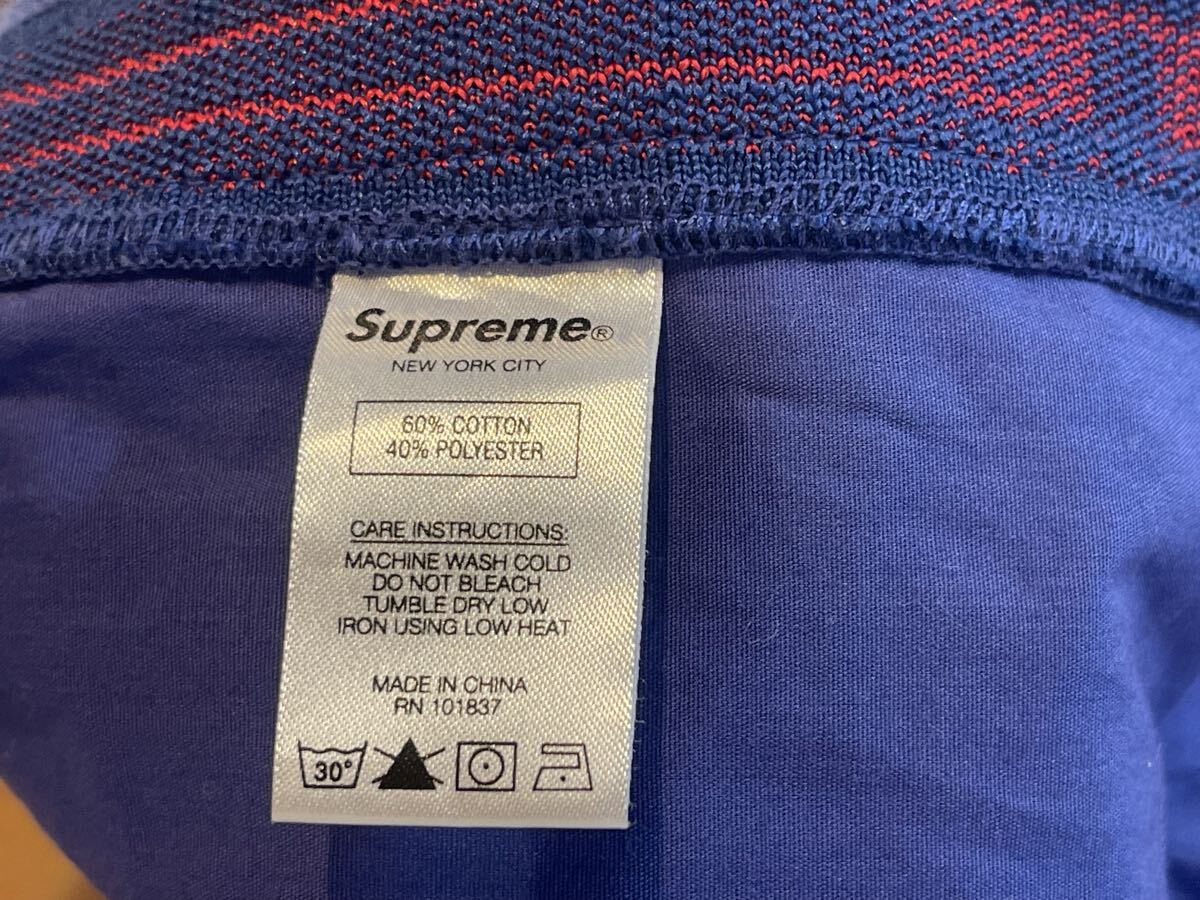 Supreme®
NEW YORK CITY
60% COTTON
40% POLYESTER
CARE INSTRUCTIONS:
MACHINE WASH COLD
DO NOT BLEACH
TUMBLE DRY LOW
IRON USING LOW HEAT
MADE IN CHINA
RN 101837
30°